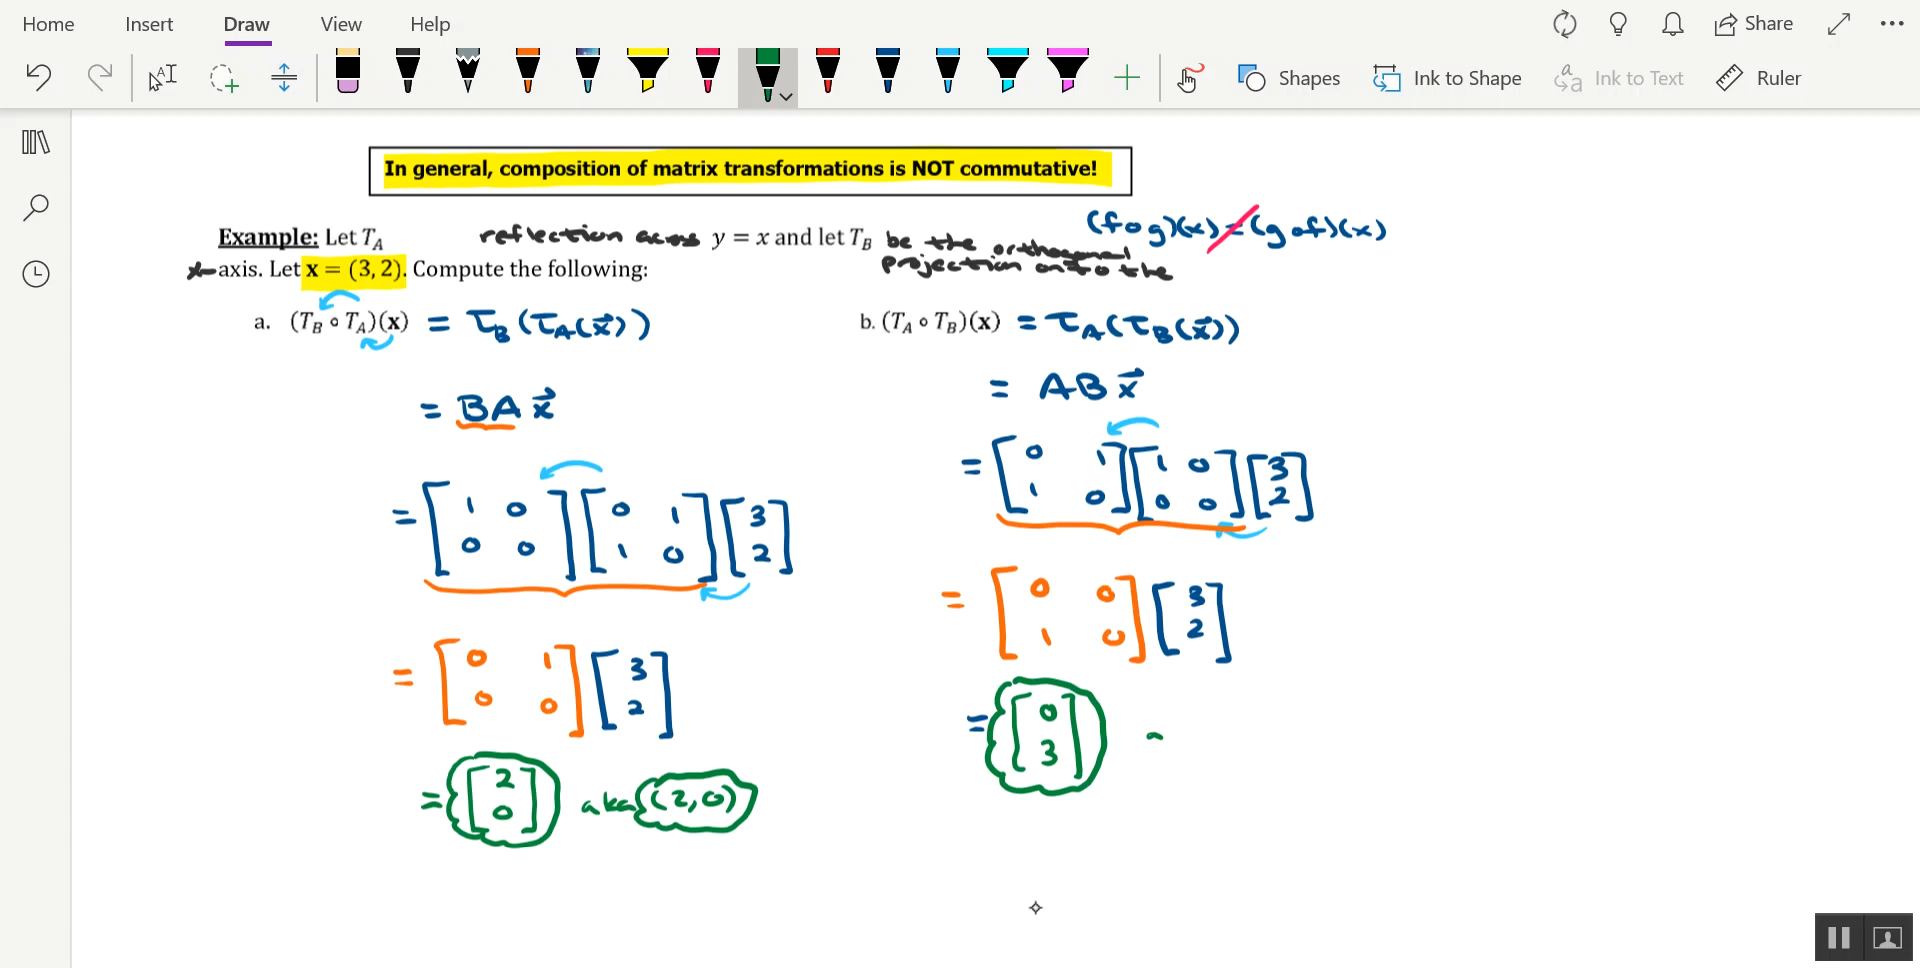 Home Insert Draw View Help Share
Shapes Ink to Shape Ink to Text Ruler
In general, composition of matrix transformations is NOT commutative!
(f∘g)(x) = (g∘f)(x)
Example: Let T_A reflection across y = x and let T_B be the orthogonal projection onto the
x-axis. Let x = (3, 2). Compute the following:
a. (T_B ∘ T_A)(x) = T_B(T_A(x⃗))
= BA x⃗
= [1 0; 0 0] [0 1; 1 0] [3; 2]
= [0 1; 0 0] [3; 2]
= [2; 0] aka (2,0)
b. (T_A ∘ T_B)(x) = T_A(T_B(x⃗))
= AB x⃗
= [0 1; 1 0] [1 0; 0 0] [3; 2]
= [0 0; 1 0] [3; 2]
= [0; 3]